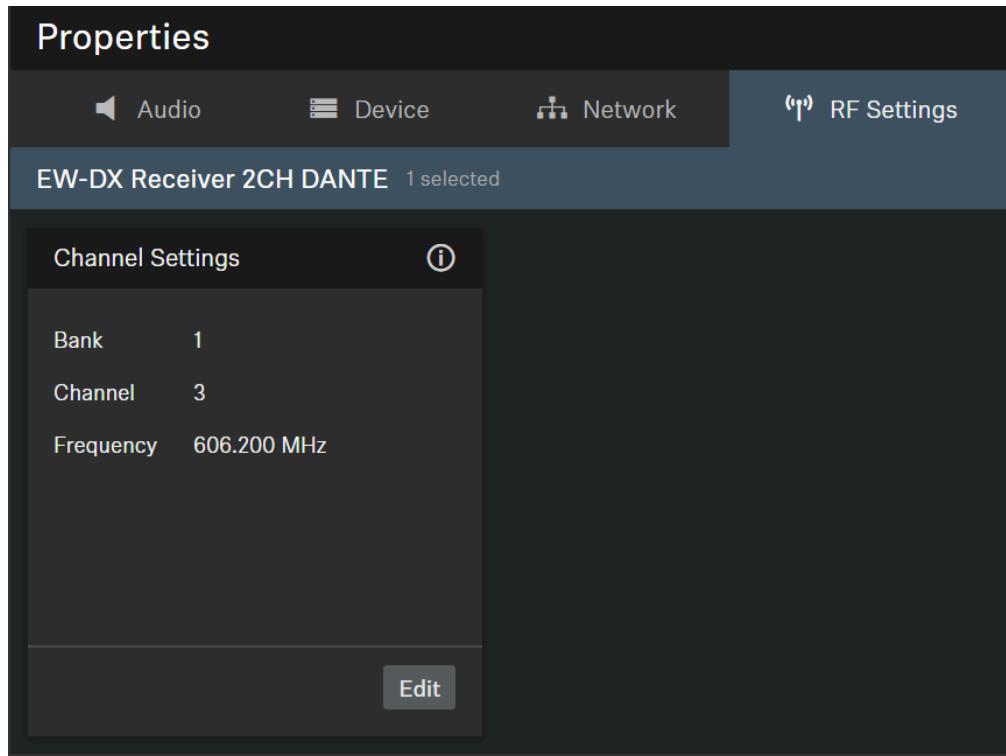 Properties
Audio Device Network RF Settings
EW-DX Receiver 2CH DANTE 1 selected
Channel Settings
Bank 1
Channel 3
Frequency 606.200 MHz
Edit